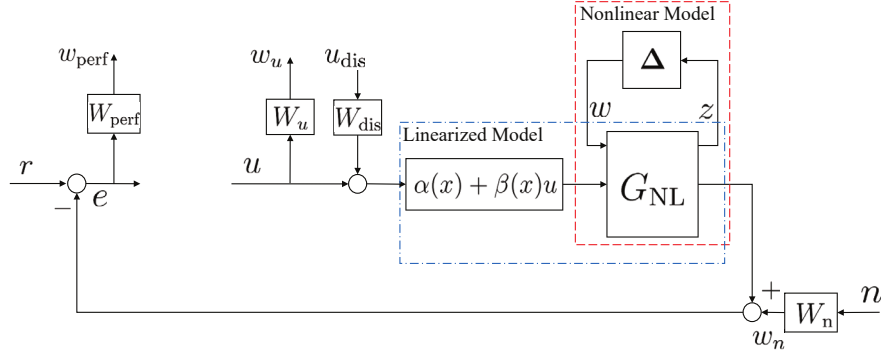 Nonlinear Model
w_perf
w_u
u_dis
Δ
W_perf
W_u
W_dis
w
z
Linearized Model
r
u
−
e
α(x) + β(x)u
G_NL
+
W_n
n
w_n